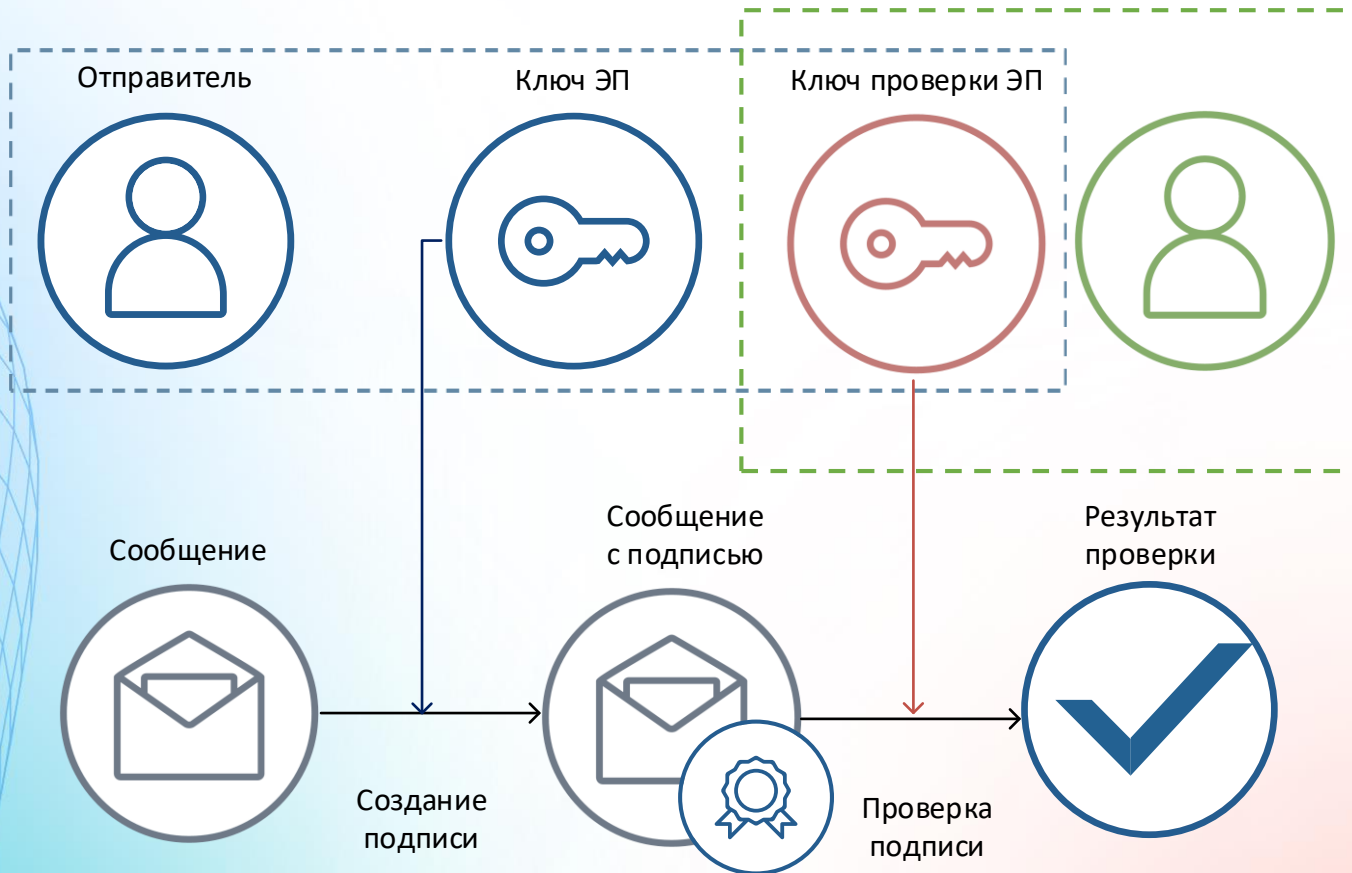 Отправитель
Ключ ЭП
Ключ проверки ЭП
Сообщение
Сообщение
с подписью
Результат
проверки
Создание
подписи
Проверка
подписи